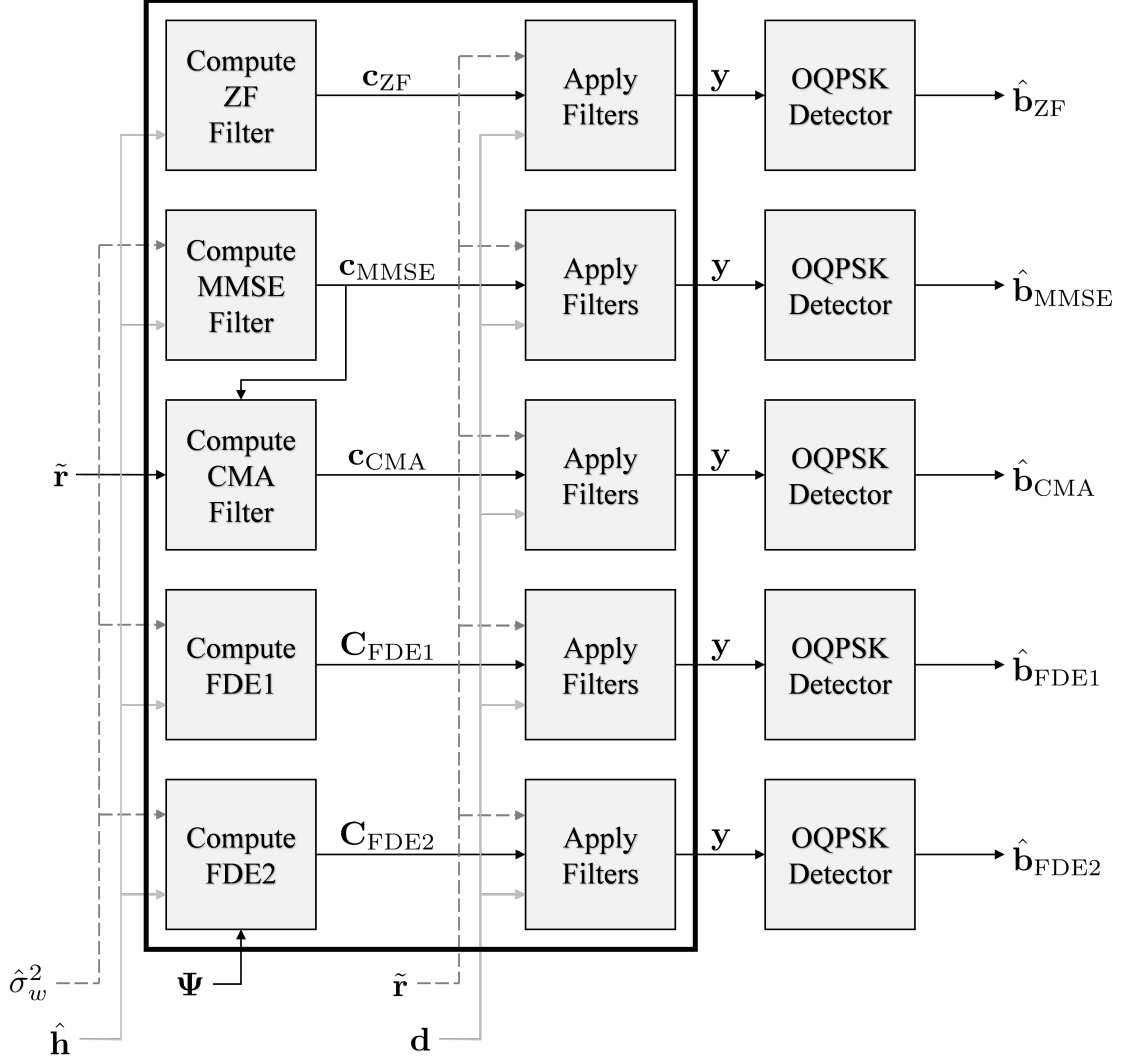 Compute
ZF
Filter
c_ZF
Apply
Filters
y
OQPSK
Detector
b̂_ZF
Compute
MMSE
Filter
c_MMSE
Apply
Filters
y
OQPSK
Detector
b̂_MMSE
r̃
Compute
CMA
Filter
c_CMA
Apply
Filters
y
OQPSK
Detector
b̂_CMA
Compute
FDE1
C_FDE1
Apply
Filters
y
OQPSK
Detector
b̂_FDE1
Compute
FDE2
C_FDE2
Apply
Filters
y
OQPSK
Detector
b̂_FDE2
σ̂²_w
Ψ
r̃
ĥ
d